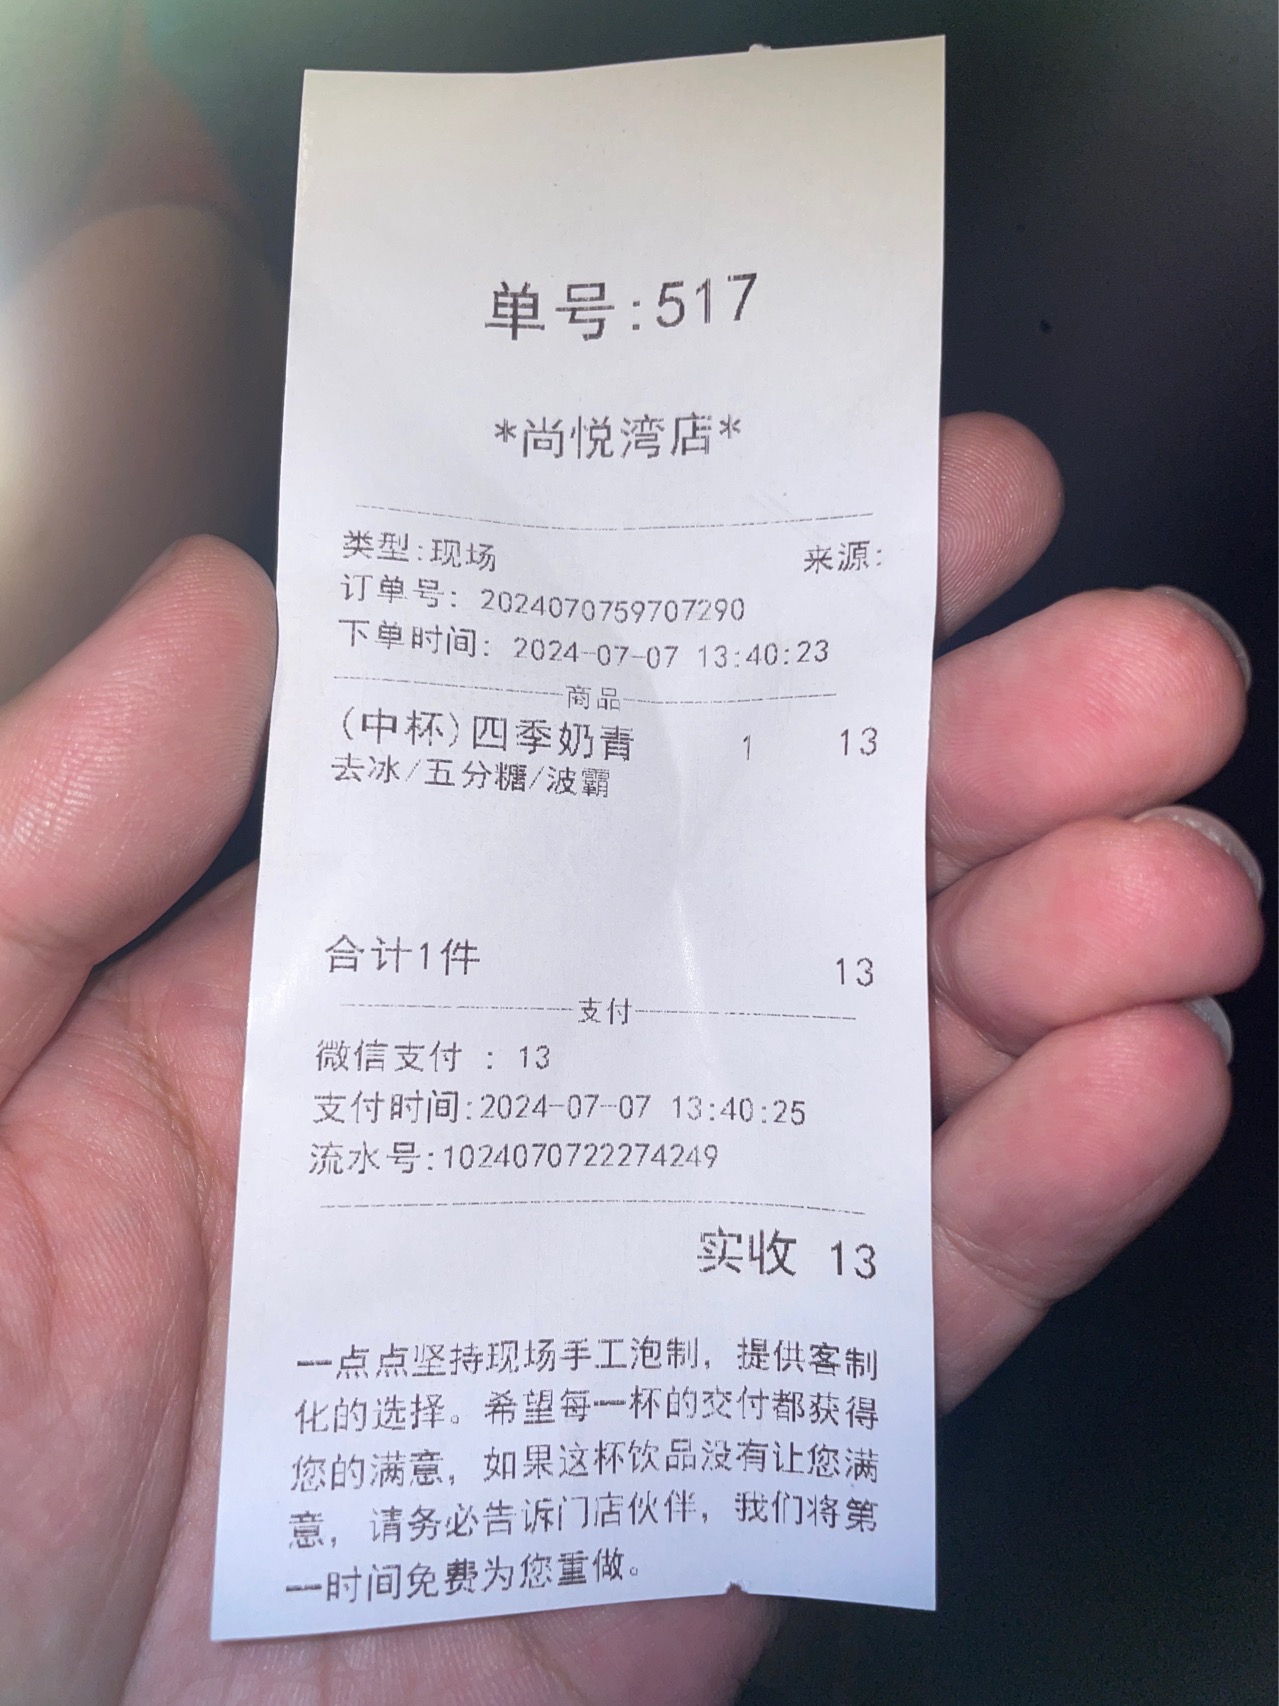 单号:517
*尚悦湾店*
类型:现场 来源:
订单号: 2024070759707290
下单时间: 2024-07-07 13:40:23
商品
(中杯)四季奶青 1 13
去冰/五分糖/波霸
合计1件 13
支付
微信支付 : 13
支付时间:2024-07-07 13:40:25
流水号:1024070722274249
实收 13
一点点坚持现场手工泡制，提供客制
化的选择。希望每一杯的交付都获得
您的满意，如果这杯饮品没有让您满
意，请务必告诉门店伙伴，我们将第
一时间免费为您重做。